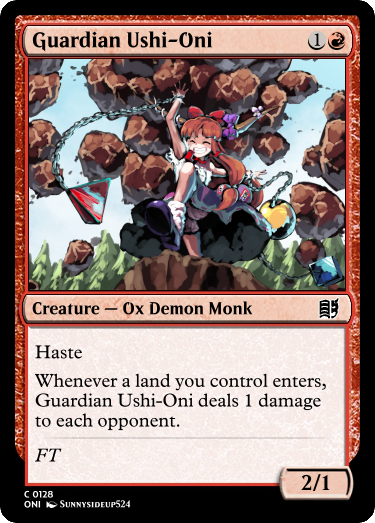 Guardian Ushi-Oni
1
Creature — Ox Demon Monk
Haste
Whenever a land you control enters,
Guardian Ushi-Oni deals 1 damage
to each opponent.
FT
2/1
C 0128
ONI Sunnysideup524